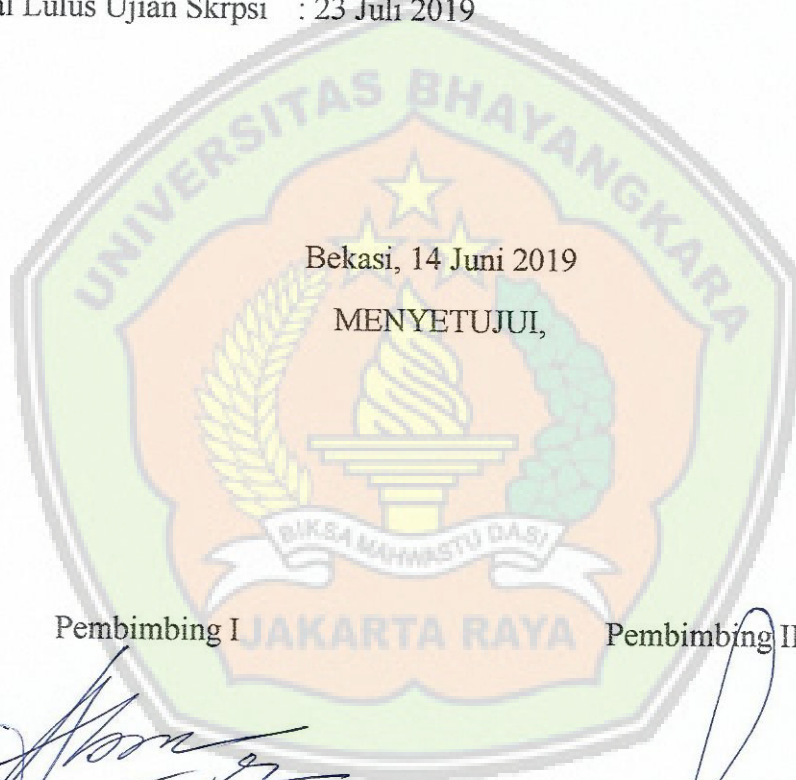 Lulus Ujian Skrpsi : 23 Juli 2019
UNIVERSITAS BHAYANGKARA
Bekasi, 14 Juni 2019
MENYETUJUI,
BIKSA MAHWASTU DASI
JAKARTA RAYA
Pembimbing I Pembimbing II